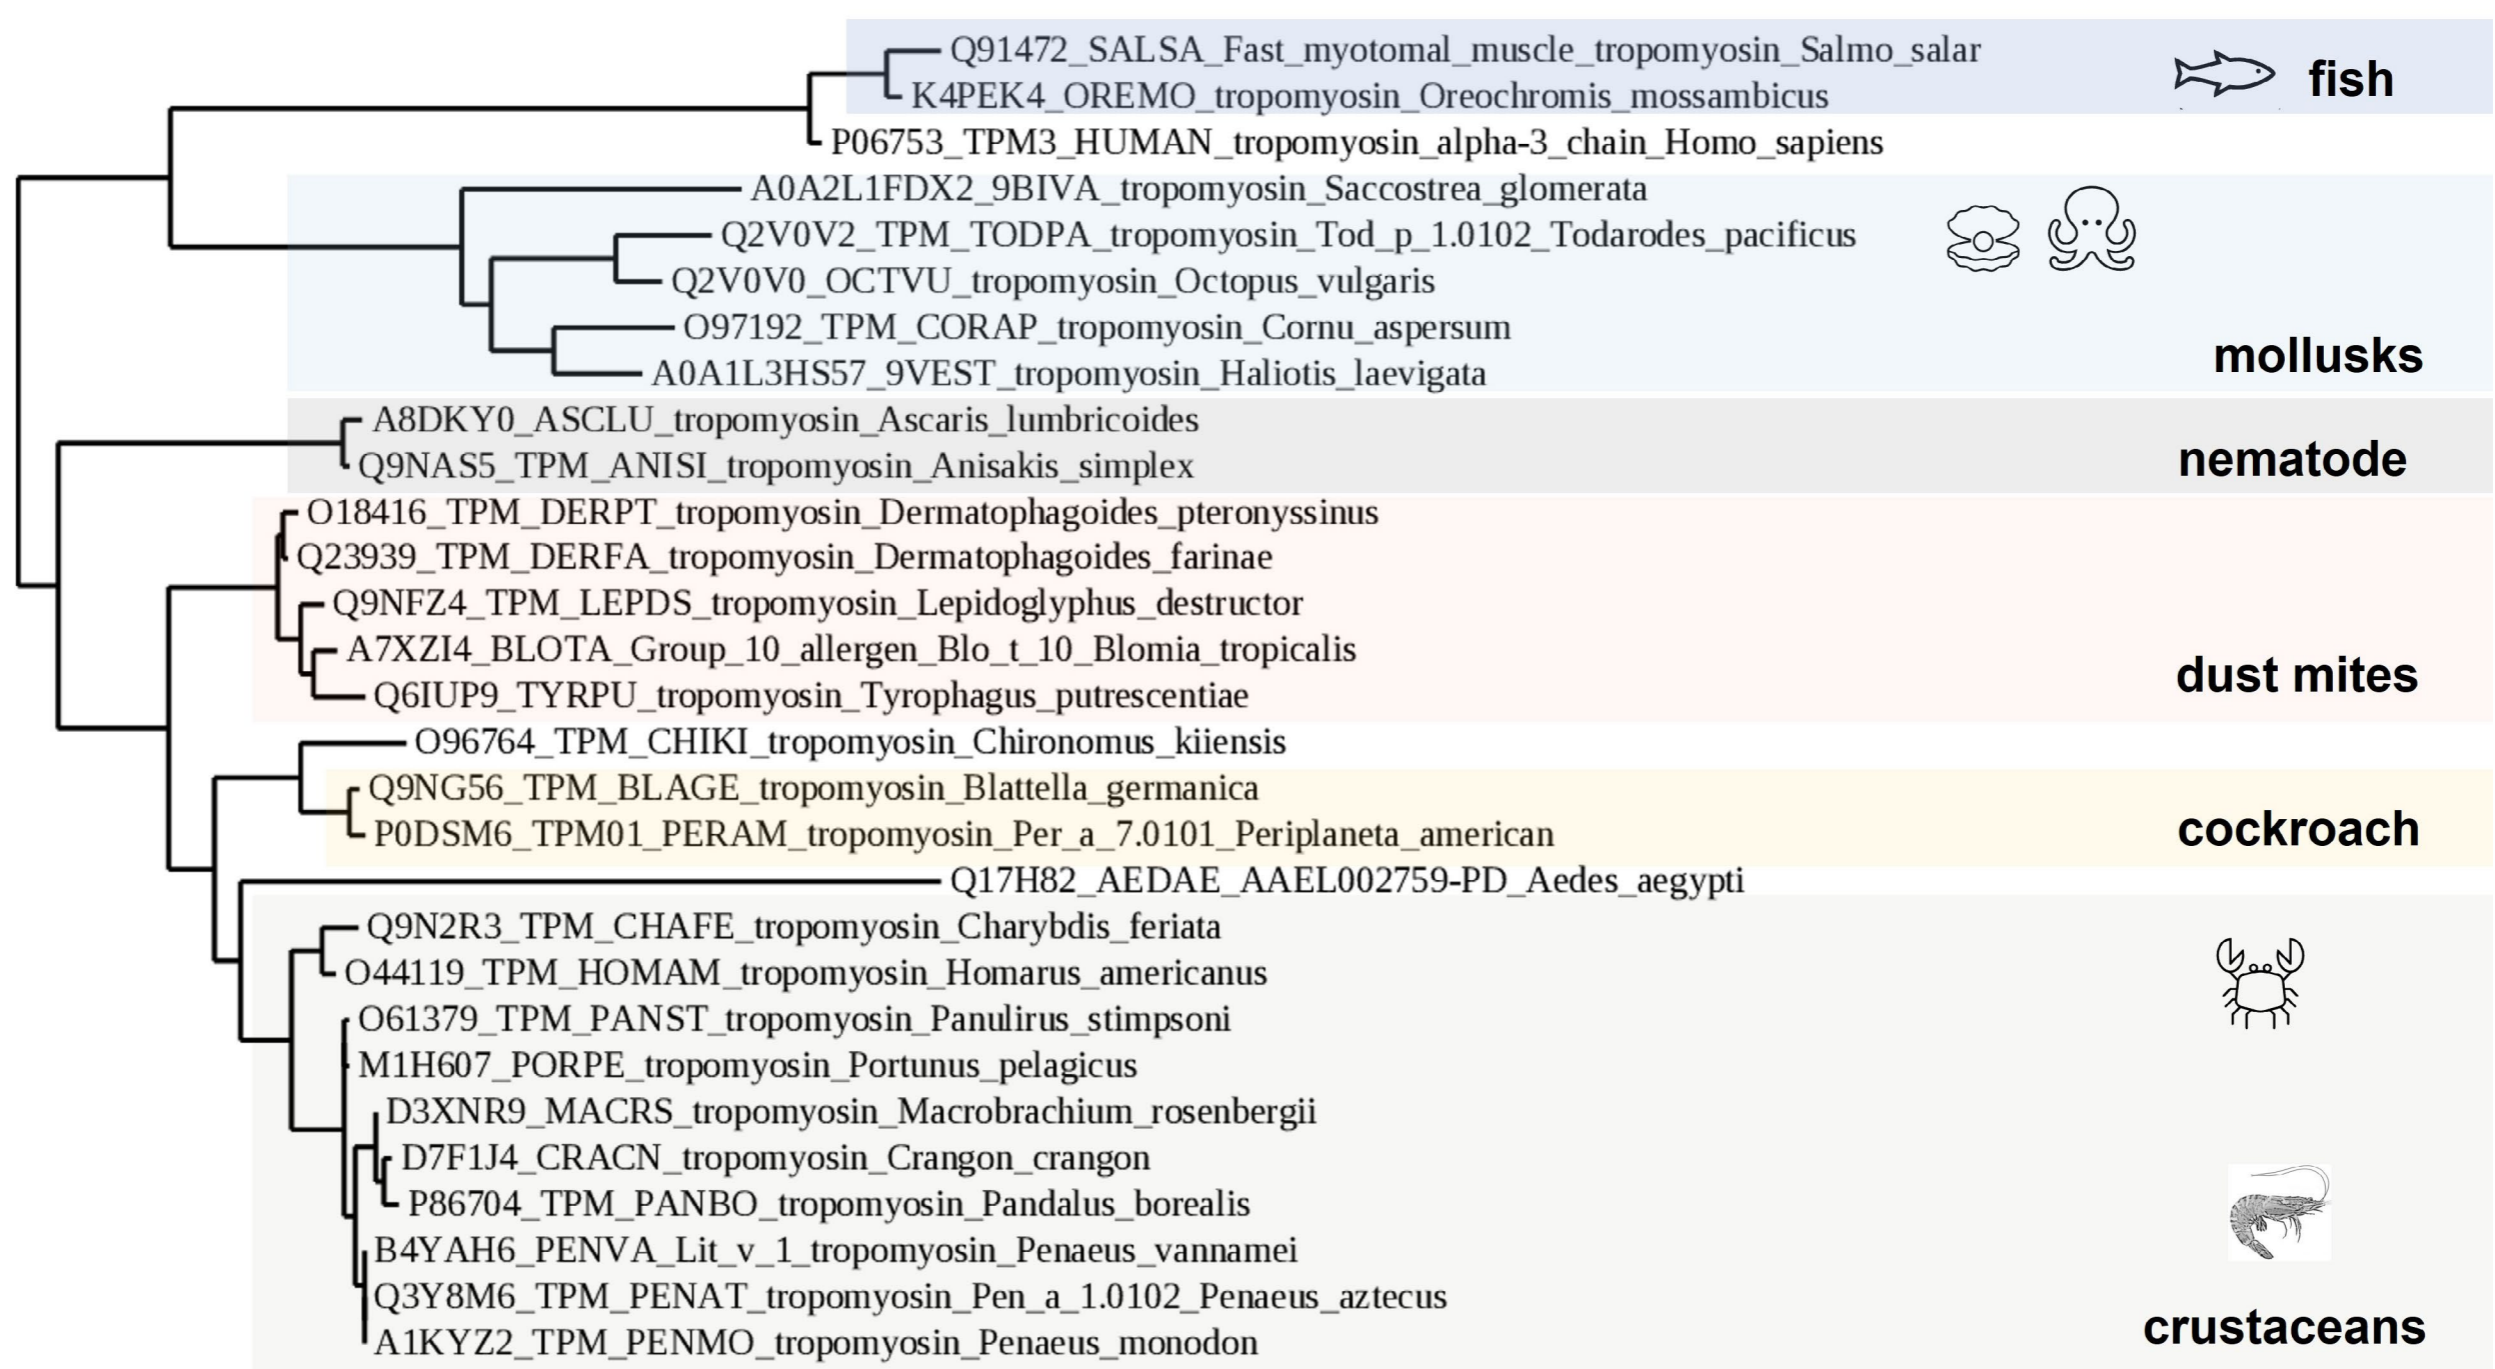 Q91472_SALSA_Fast_myotomal_muscle_tropomyosin_Salmo_salar
fish
K4PEK4_OREMO_tropomyosin_Oreochromis_mossambicus
P06753_TPM3_HUMAN_tropomyosin_alpha-3_chain_Homo_sapiens
A0A2L1FDX2_9BIVA_tropomyosin_Saccostrea_glomerata
Q2V0V2_TPM_TODPA_tropomyosin_Tod_p_1.0102_Todarodes_pacificus
Q2V0V0_OCTVU_tropomyosin_Octopus_vulgaris
O97192_TPM_CORAP_tropomyosin_Cornu_aspersum
mollusks
A0A1L3HS57_9VEST_tropomyosin_Haliotis_laevigata
A8DKY0_ASCLU_tropomyosin_Ascaris_lumbricoides
nematode
Q9NAS5_TPM_ANISI_tropomyosin_Anisakis_simplex
O18416_TPM_DERPT_tropomyosin_Dermatophagoides_pteronyssinus
Q23939_TPM_DERFA_tropomyosin_Dermatophagoides_farinae
Q9NFZ4_TPM_LEPDS_tropomyosin_Lepidoglyphus_destructor
A7XZI4_BLOTA_Group_10_allergen_Blo_t_10_Blomia_tropicalis
dust mites
Q6IUP9_TYRPU_tropomyosin_Tyrophagus_putrescentiae
O96764_TPM_CHIKI_tropomyosin_Chironomus_kiiensis
Q9NG56_TPM_BLAGE_tropomyosin_Blattella_germanica
cockroach
P0DSM6_TPM01_PERAM_tropomyosin_Per_a_7.0101_Periplaneta_american
Q17H82_AEDAE_AAEL002759-PD_Aedes_aegypti
Q9N2R3_TPM_CHAFE_tropomyosin_Charybdis_feriata
O44119_TPM_HOMAM_tropomyosin_Homarus_americanus
O61379_TPM_PANST_tropomyosin_Panulirus_stimpsoni
M1H607_PORPE_tropomyosin_Portunus_pelagicus
D3XNR9_MACRS_tropomyosin_Macrobrachium_rosenbergii
D7F1J4_CRACN_tropomyosin_Crangon_crangon
P86704_TPM_PANBO_tropomyosin_Pandalus_borealis
B4YAH6_PENVA_Lit_v_1_tropomyosin_Penaeus_vannamei
Q3Y8M6_TPM_PENAT_tropomyosin_Pen_a_1.0102_Penaeus_aztecus
crustaceans
A1KYZ2_TPM_PENMO_tropomyosin_Penaeus_monodon